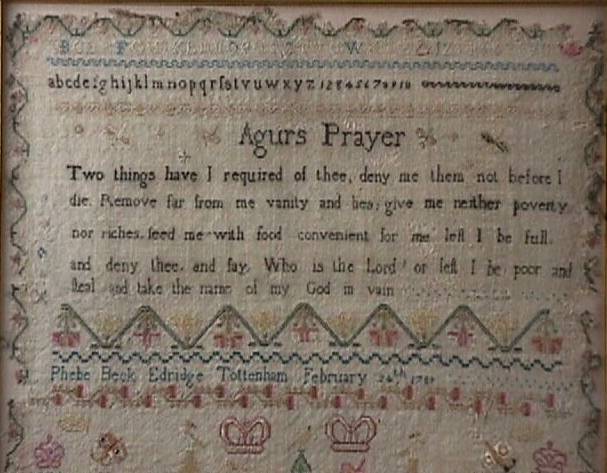 abcdefghijklmnopqrſstvuwxyz 12345678910
Agurs Prayer
Two things have I required of thee, deny me them not before I
die. Remove far from me vanity and lies, give me neither poverty
nor riches, feed me with food convenient for me leſt I be full.
and deny thee. and ſay, Who is the Lord? or leſt I be poor and
ſteal and take the name of my God in vain
Phebe Beck Edridge Tottenham February